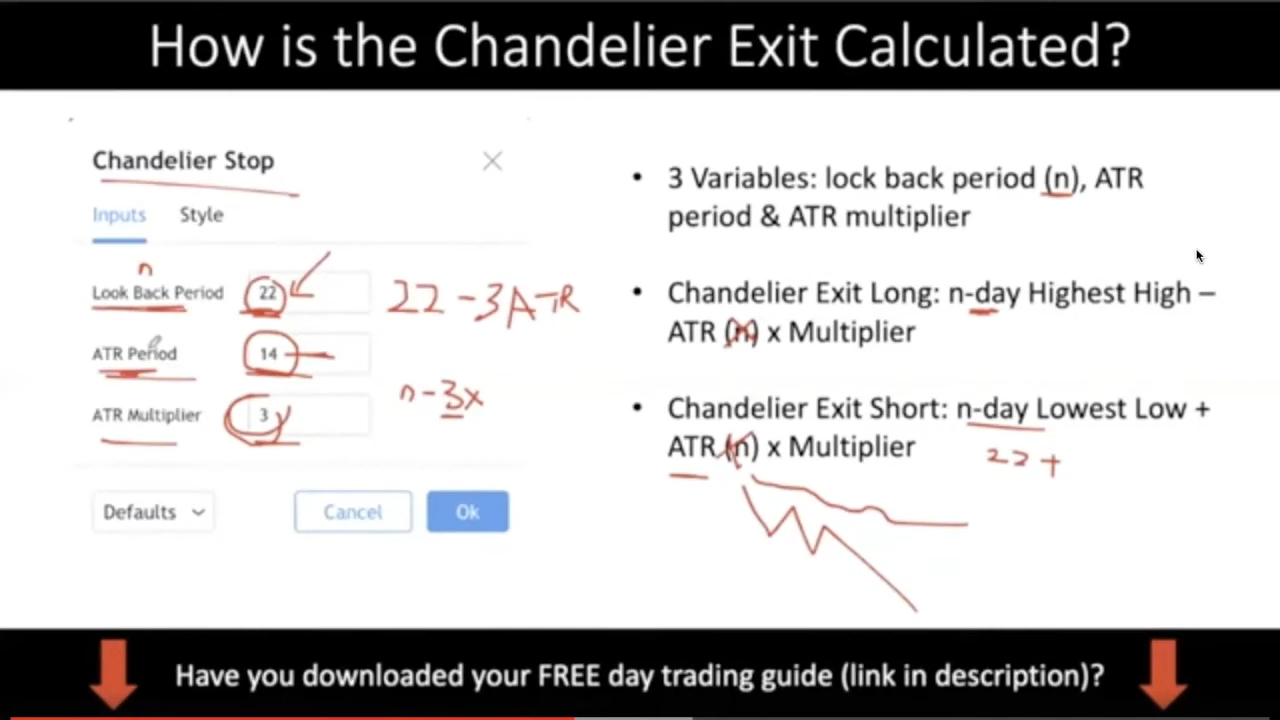 How is the Chandelier Exit Calculated?
Chandelier Stop
Inputs Style
n
Look Back Period 22
22 - 3 ATR
ATR Period 14
n - 3x
ATR Multiplier 3
Defaults Cancel Ok
• 3 Variables: lock back period (n), ATR
period & ATR multiplier
• Chandelier Exit Long: n-day Highest High –
ATR (n) x Multiplier
• Chandelier Exit Short: n-day Lowest Low +
ATR (n) x Multiplier
22 +
Have you downloaded your FREE day trading guide (link in description)?